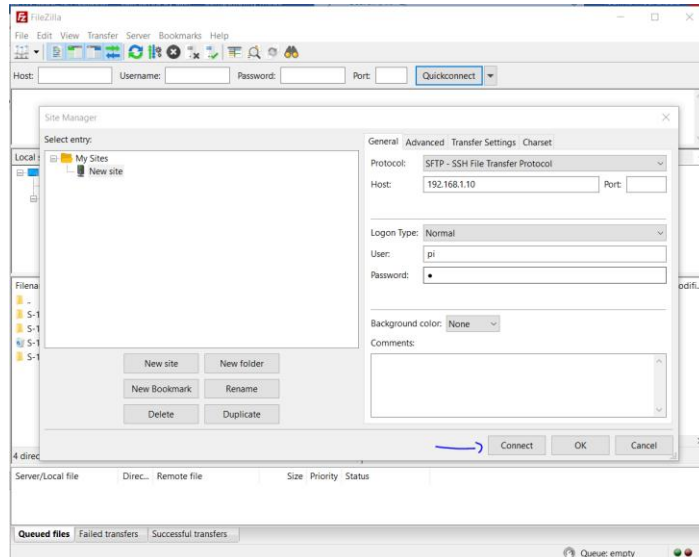 FileZilla
File Edit View Transfer Server Bookmarks Help
Host: Username: Password: Port: Quickconnect
Site Manager
Select entry:
My Sites
New site
General Advanced Transfer Settings Charset
Protocol: SFTP - SSH File Transfer Protocol
Host: 192.168.1.10 Port:
Logon Type: Normal
User: pi
Password: •
Background color: None
Comments:
New site New folder
New Bookmark Rename
Delete Duplicate
Connect OK Cancel
Local s
Filena
..
S-1
S-1
S-1
S-1
odifi...
4 direc
Server/Local file Direc... Remote file Size Priority Status
Queued files Failed transfers Successful transfers
Queue: empty